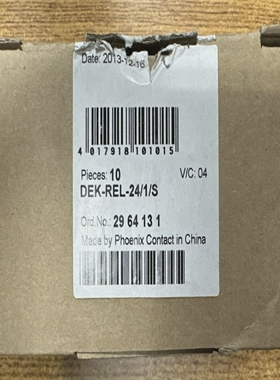 Date: 2013-12-16
4 017918 101015
Pieces: 10 V/C: 04
DEK-REL-24/1/S
Ord.No.: 29 64 13 1
Made by Phoenix Contact in China